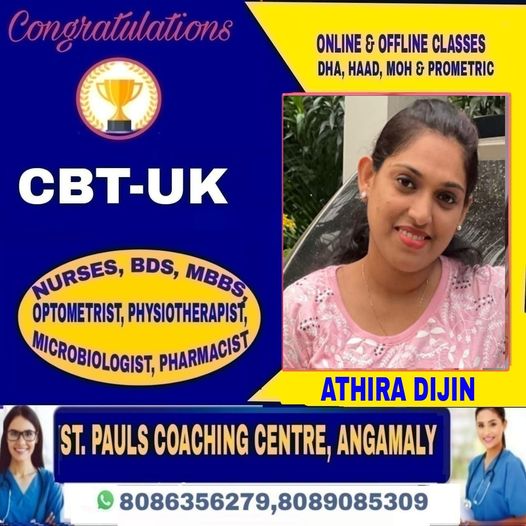 Congratulations
ONLINE & OFFLINE CLASSES
DHA, HAAD, MOH & PROMETRIC
CBT-UK
NURSES, BDS, MBBS,
OPTOMETRIST, PHYSIOTHERAPIST,
MICROBIOLOGIST, PHARMACIST
ATHIRA DIJIN
ST. PAULS COACHING CENTRE, ANGAMALY
8086356279,8089085309